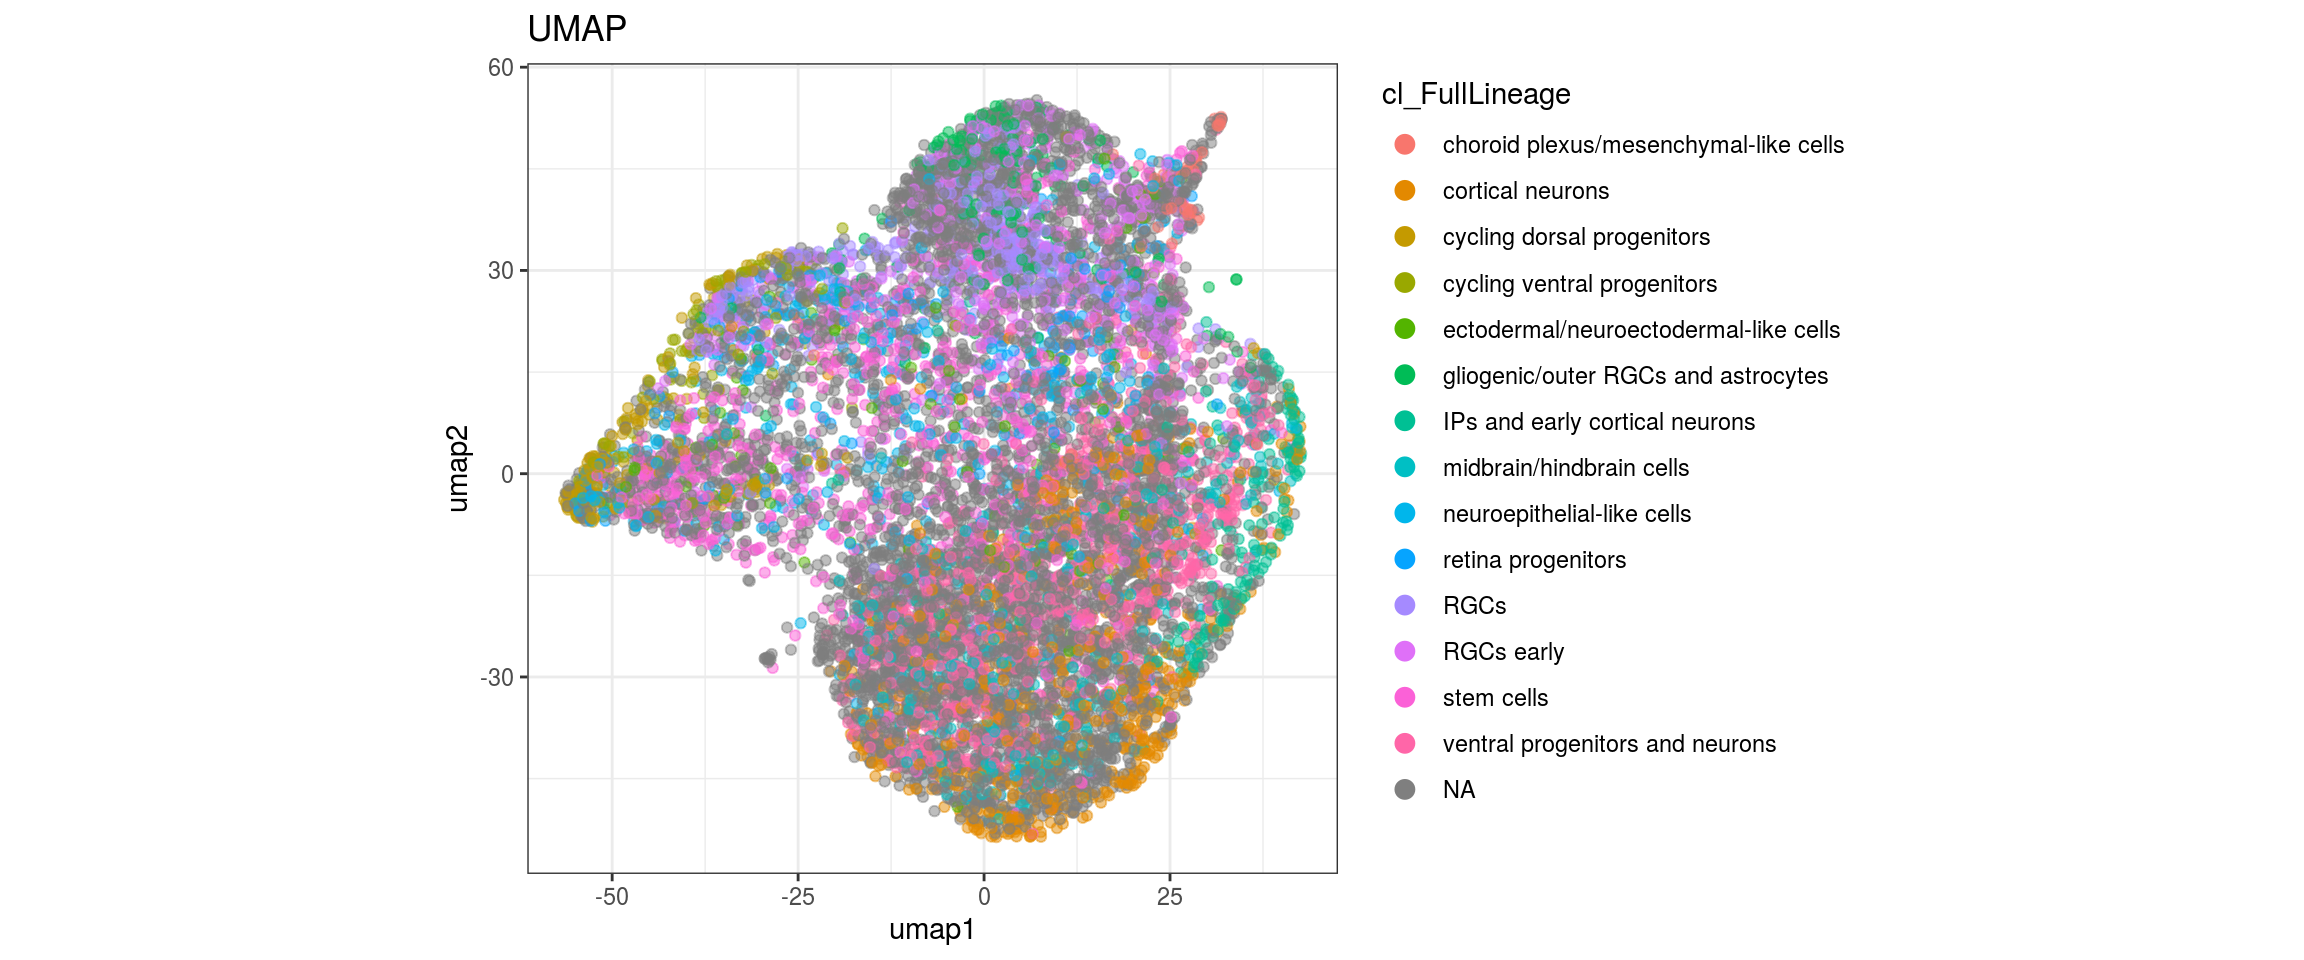 UMAP
60
30
0
-30
umap2
-50
-25
0
25
umap1
cl_FullLineage
choroid plexus/mesenchymal-like cells
cortical neurons
cycling dorsal progenitors
cycling ventral progenitors
ectodermal/neuroectodermal-like cells
gliogenic/outer RGCs and astrocytes
IPs and early cortical neurons
midbrain/hindbrain cells
neuroepithelial-like cells
retina progenitors
RGCs
RGCs early
stem cells
ventral progenitors and neurons
NA